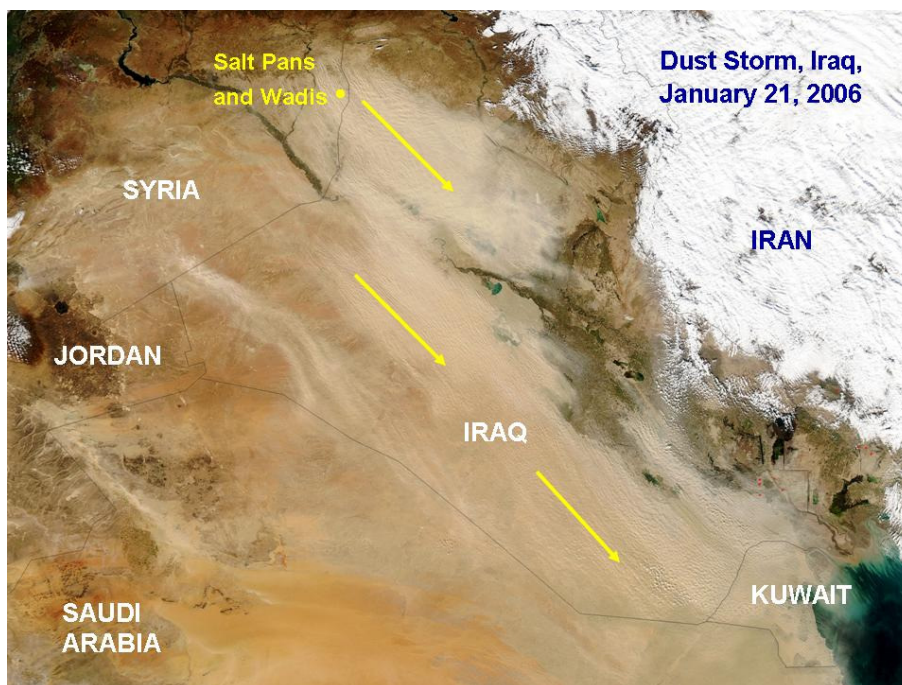 Salt Pans
and Wadis
Dust Storm, Iraq,
January 21, 2006
SYRIA
IRAN
JORDAN
IRAQ
KUWAIT
SAUDI
ARABIA